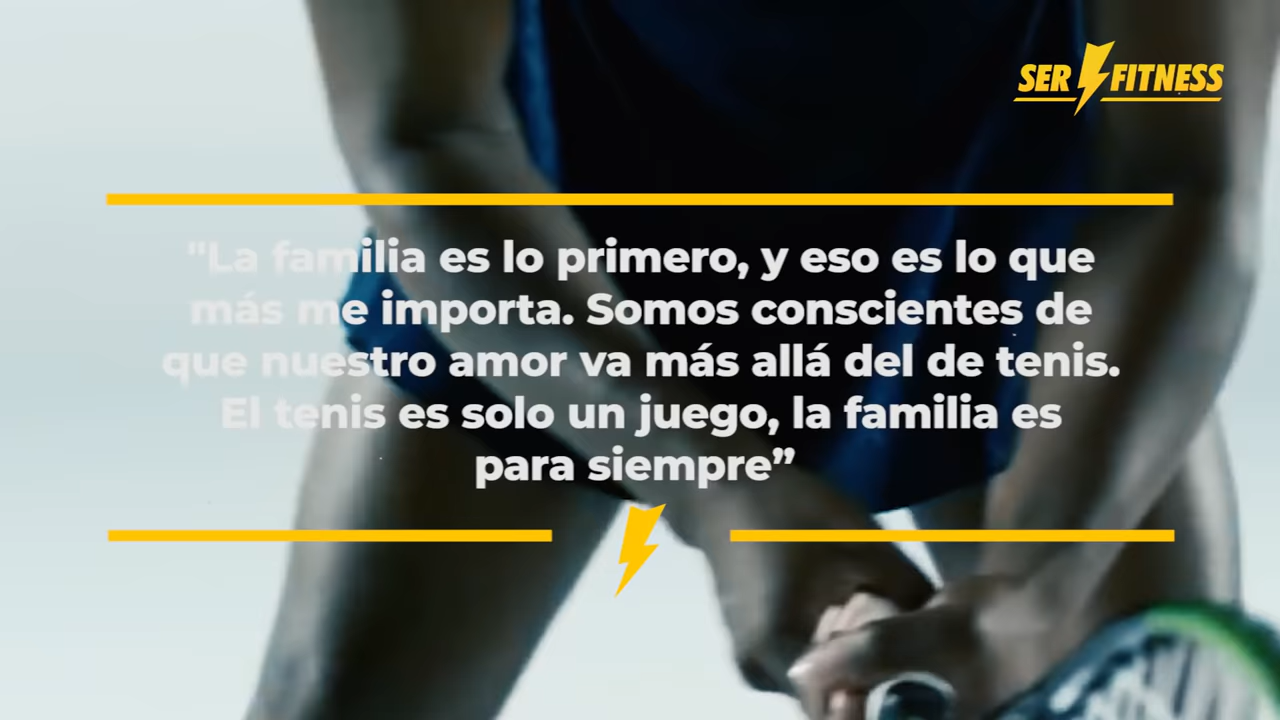 SER FITNESS
"La familia es lo primero, y eso es lo que
más me importa. Somos conscientes de
que nuestro amor va más allá del de tenis.
El tenis es solo un juego, la familia es
para siempre”